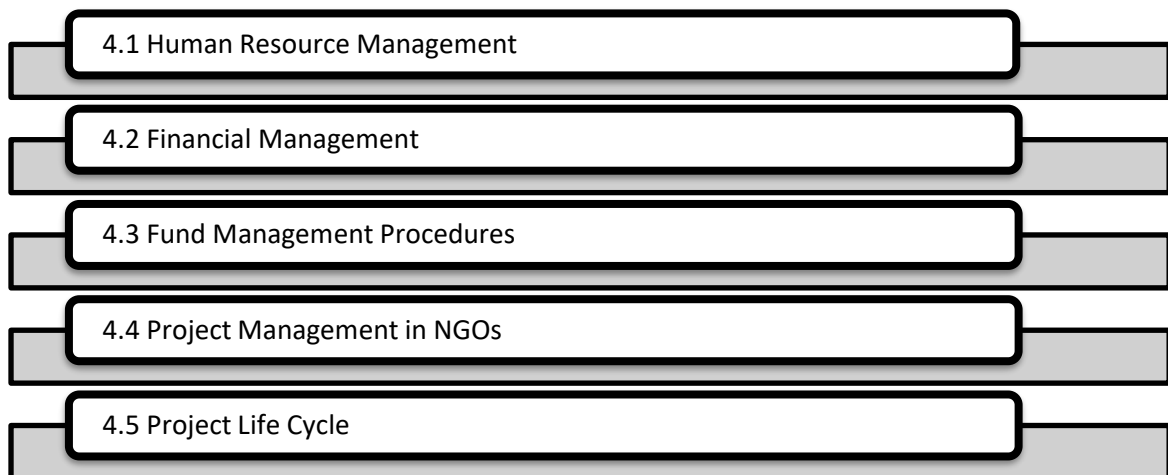 4.1 Human Resource Management
4.2 Financial Management
4.3 Fund Management Procedures
4.4 Project Management in NGOs
4.5 Project Life Cycle